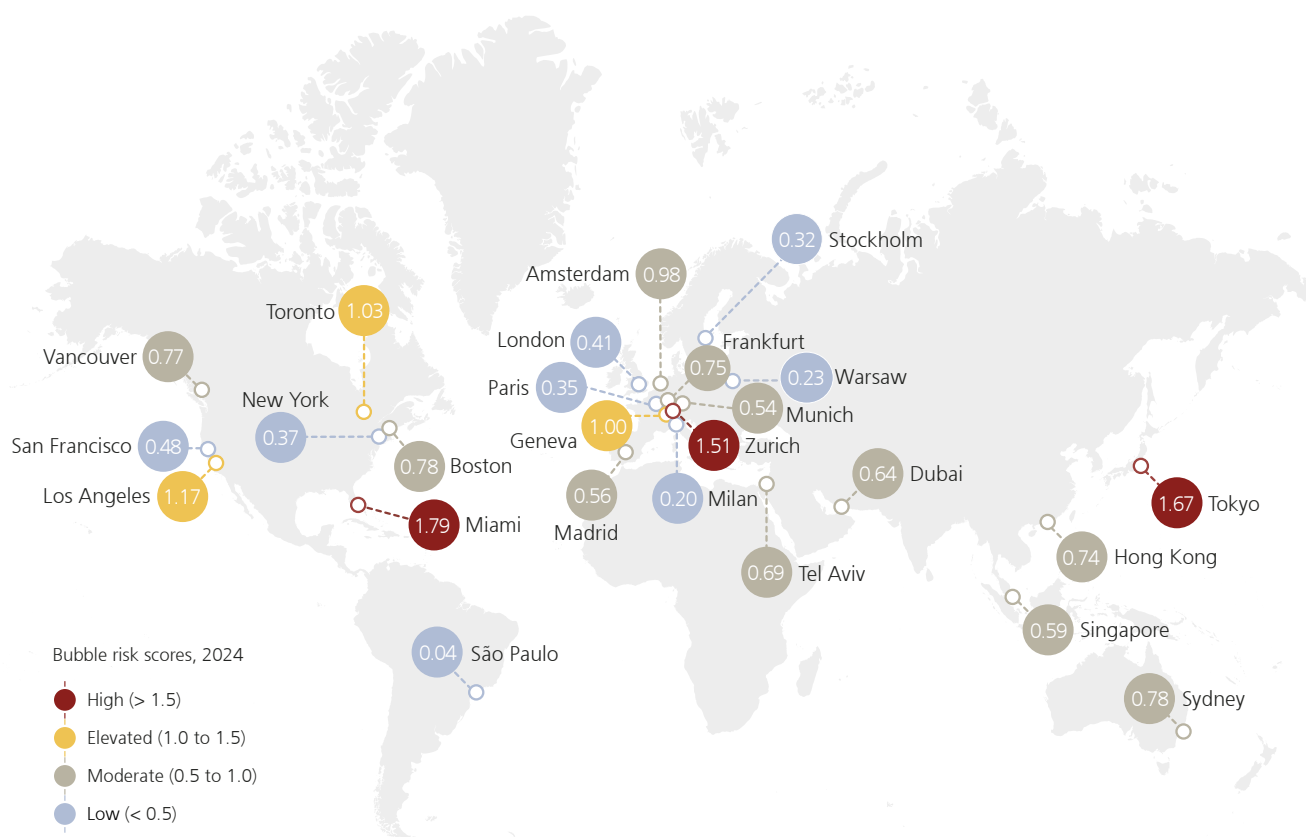 0.32
Stockholm
Amsterdam
0.98
Toronto
1.03
London
0.41
Frankfurt
0.75
Vancouver
0.77
Paris
0.35
0.23
Warsaw
New York
0.37
0.54
Munich
Geneva
1.00
San Francisco
0.48
1.51
Zurich
0.78
Boston
0.64
Dubai
Los Angeles
1.17
0.56
Madrid
0.20
Milan
1.67
Tokyo
1.79
Miami
0.74
Hong Kong
0.69
Tel Aviv
0.59
Singapore
0.04
São Paulo
0.78
Sydney
Bubble risk scores, 2024
High (> 1.5)
Elevated (1.0 to 1.5)
Moderate (0.5 to 1.0)
Low (< 0.5)